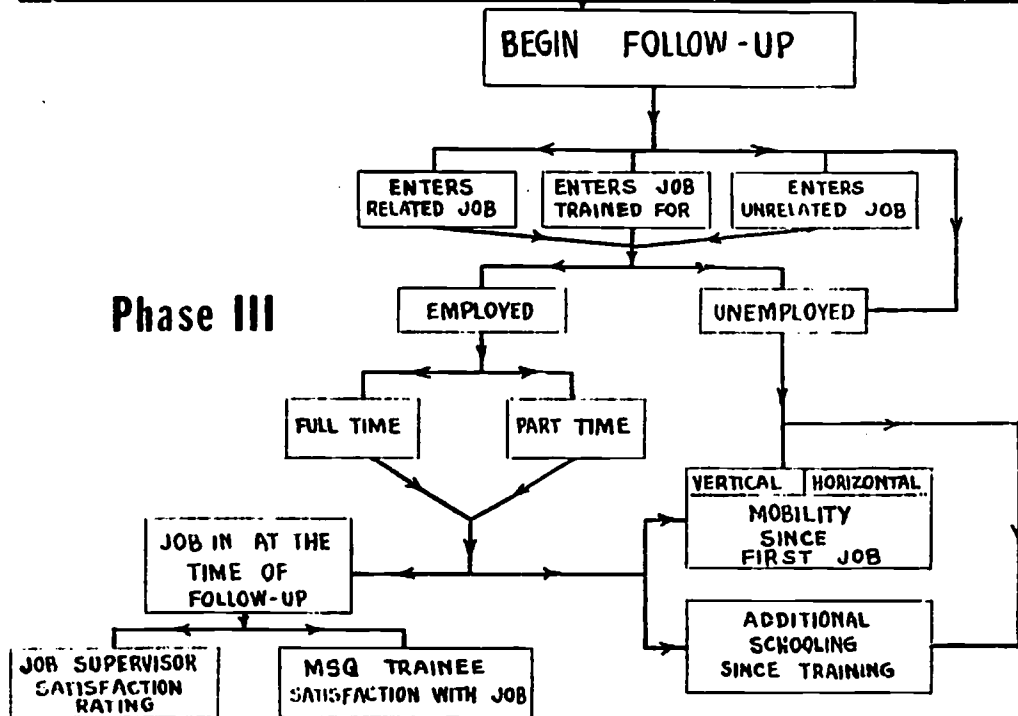 BEGIN FOLLOW-UP
ENTERS
RELATED JOB
ENTERS JOB
TRAINED FOR
ENTERS
UNRELATED JOB
Phase III
EMPLOYED
UNEMPLOYED
FULL TIME
PART TIME
VERTICAL HORIZONTAL
MOBILITY
SINCE
FIRST JOB
JOB IN AT THE
TIME OF
FOLLOW-UP
ADDITIONAL
SCHOOLING
SINCE TRAINING
JOB SUPERVISOR
SATISFACTION
RATING
MSQ TRAINEE
SATISFACTION WITH JOB